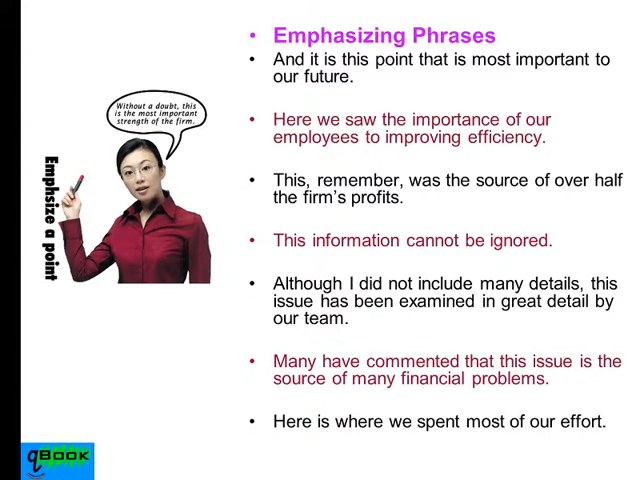 Emphasizing Phrases
And it is this point that is most important to
our future.
Here we saw the importance of our
employees to improving efficiency.
This, remember, was the source of over half
the firm's profits.
This information cannot be ignored.
Although I did not include many details, this
issue has been examined in great detail by
our team.
Many have commented that this issue is the
source of many financial problems.
Here is where we spent most of our effort.
Without a doubt, this
is the most important
strength of the firm.
Emphsize a point
qBOOK